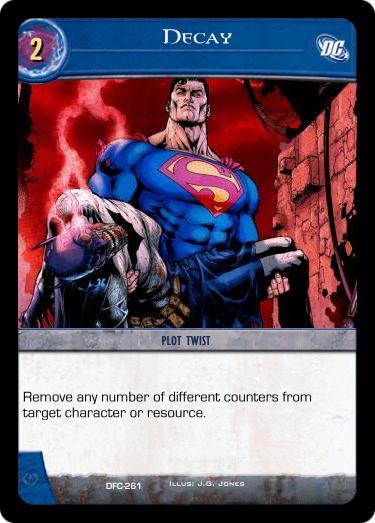 2
Decay
DC
PLOT TWIST
Remove any number of different counters from
target character or resource.
DFC-261
Illus: J.G. Jones